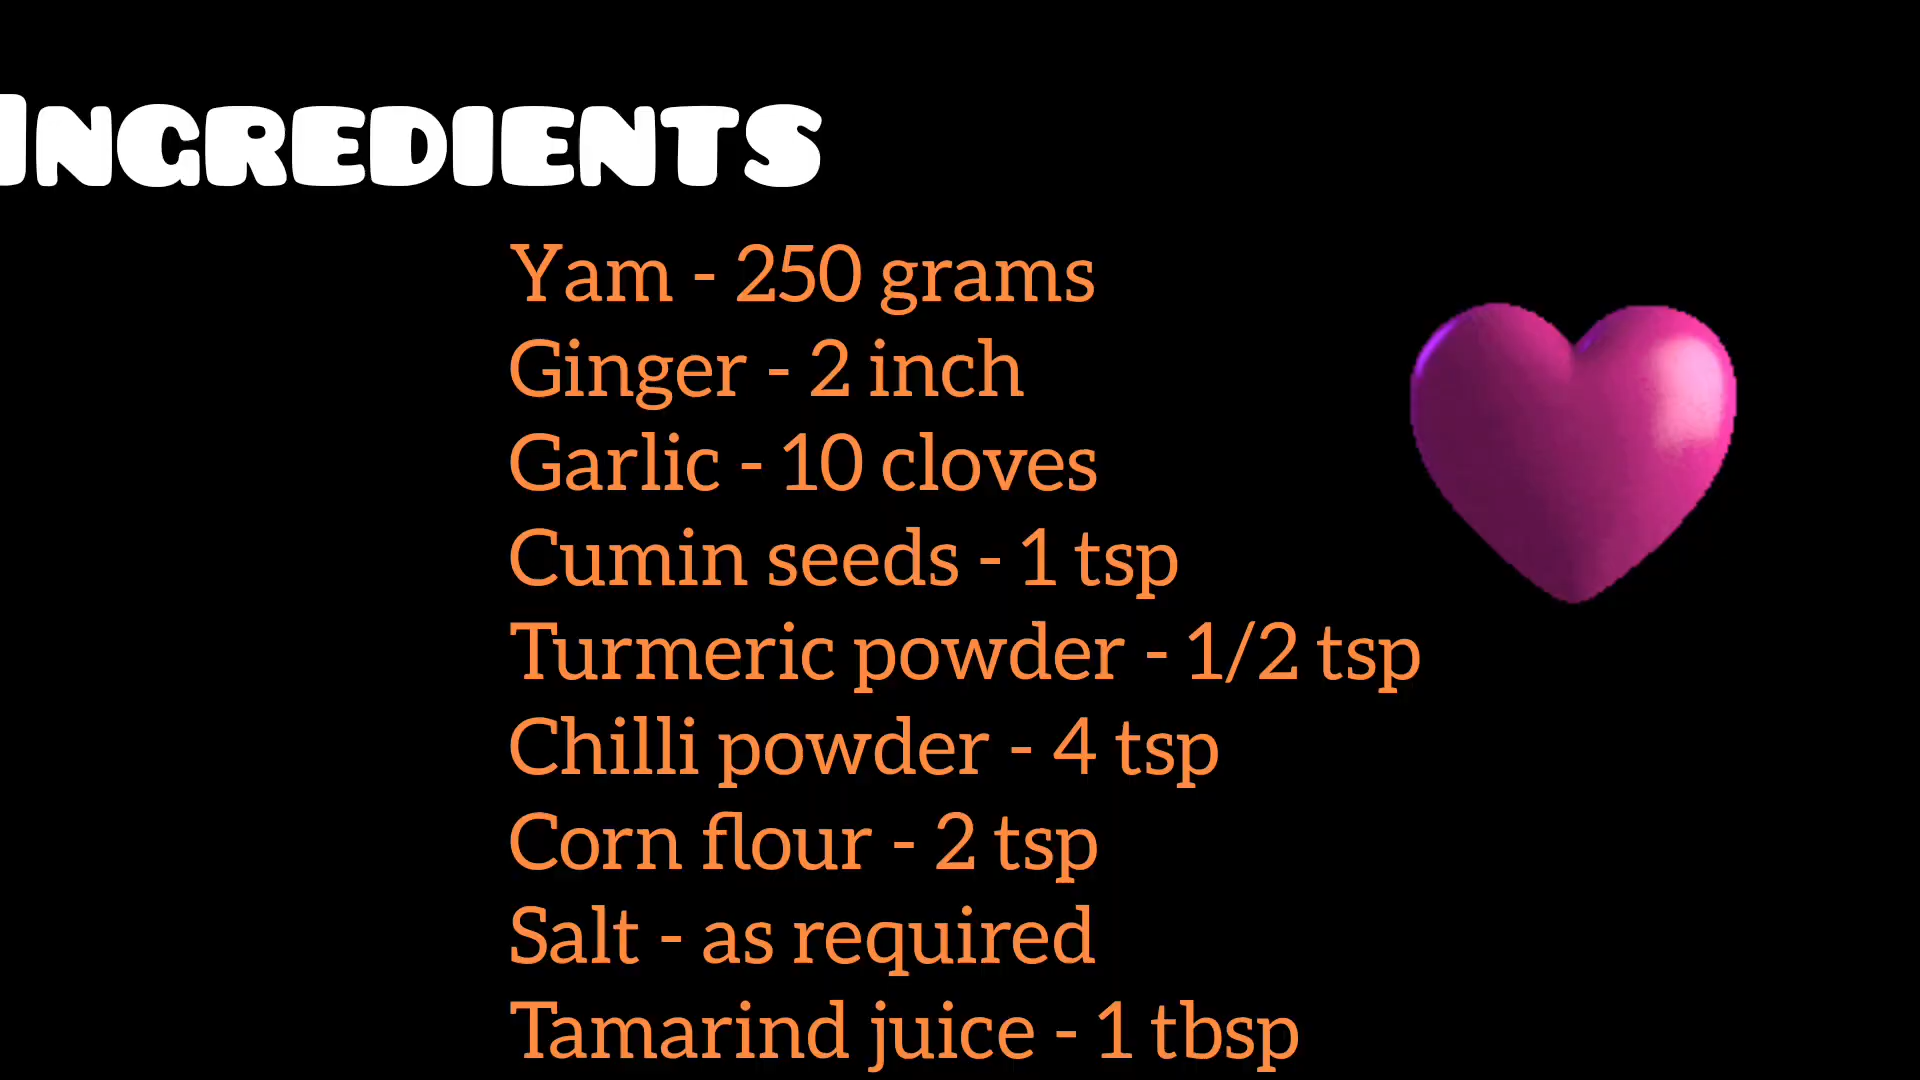 INGREDIENTS
Yam - 250 grams
Ginger - 2 inch
Garlic - 10 cloves
Cumin seeds - 1 tsp
Turmeric powder - 1/2 tsp
Chilli powder - 4 tsp
Corn flour - 2 tsp
Salt - as required
Tamarind juice - 1 tbsp